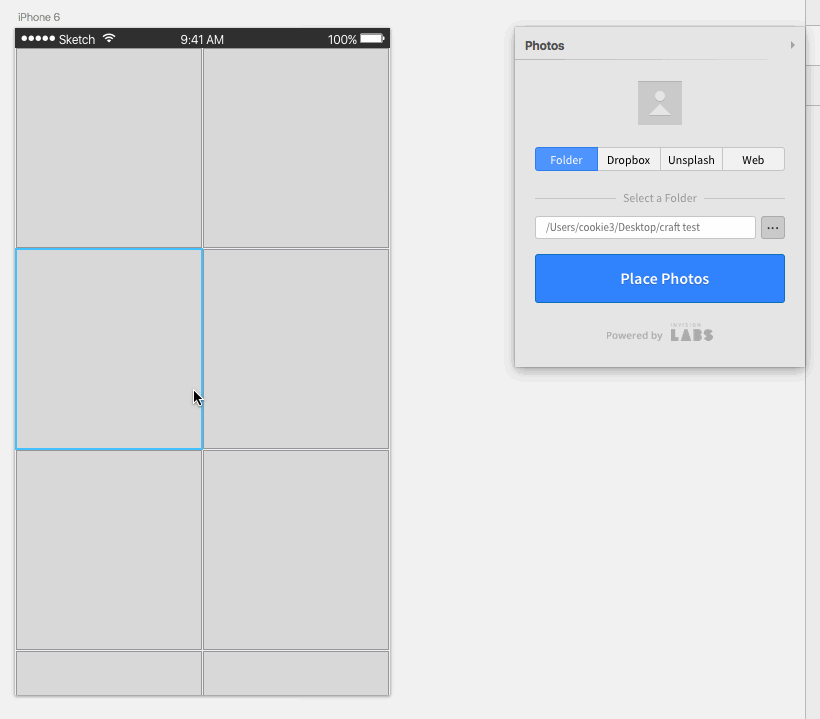 iPhone 6
Sketch 9:41 AM 100%
Photos
Folder Dropbox Unsplash Web
Select a Folder
/Users/cookie3/Desktop/craft test ...
Place Photos
Powered by INVISION LABS